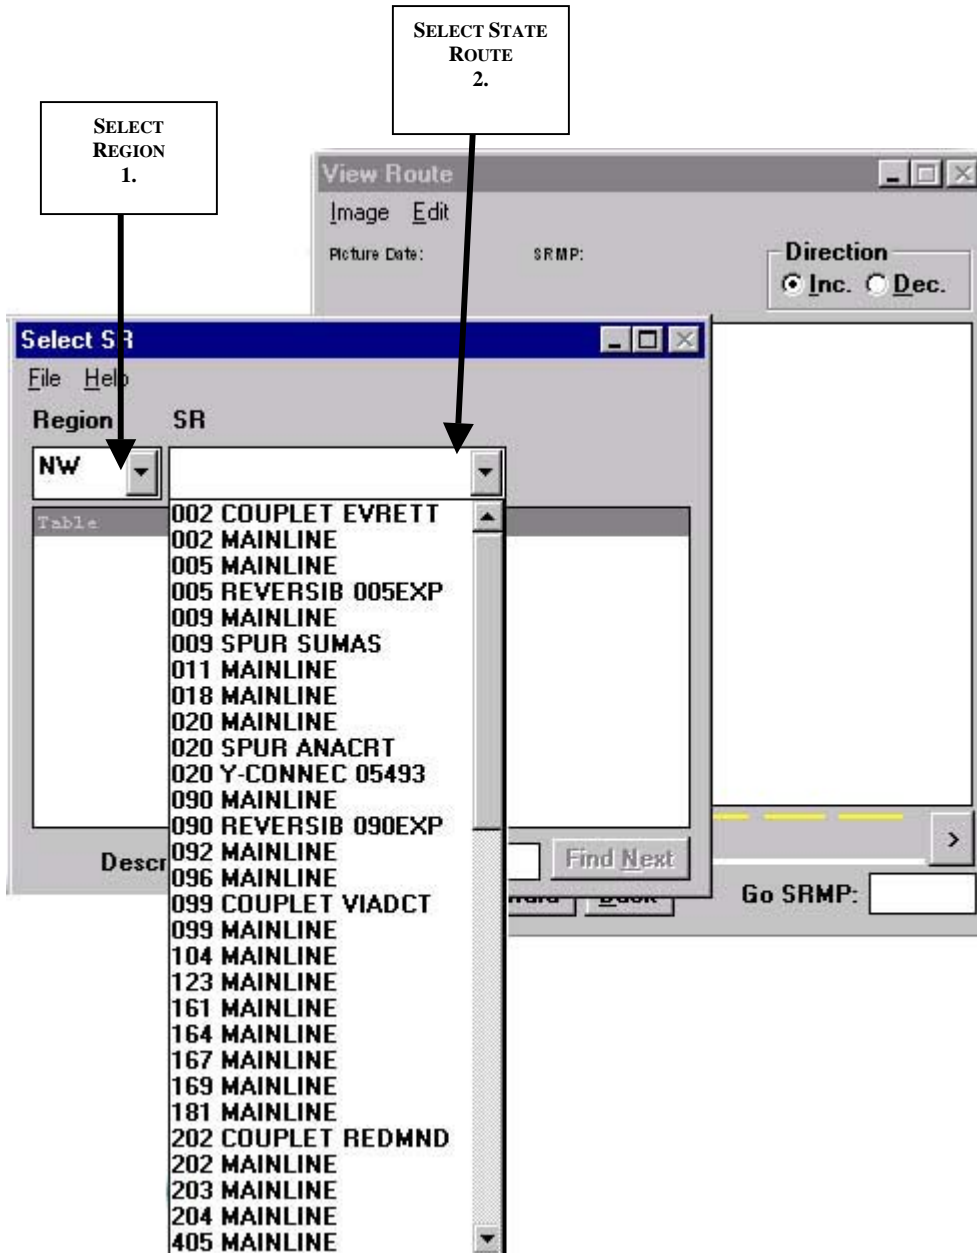 SELECT STATE
ROUTE
2.
SELECT
REGION
1.
View Route
Image Edit
Picture Date: SRMP:
Direction
Inc. Dec.
Select SR
File Help
Region SR
NW
Table
002 COUPLET EVRETT
002 MAINLINE
005 MAINLINE
005 REVERSIB 005EXP
009 MAINLINE
009 SPUR SUMAS
011 MAINLINE
018 MAINLINE
020 MAINLINE
020 SPUR ANACRT
020 Y-CONNEC 05493
090 MAINLINE
090 REVERSIB 090EXP
092 MAINLINE
096 MAINLINE
099 COUPLET VIADCT
099 MAINLINE
104 MAINLINE
123 MAINLINE
161 MAINLINE
164 MAINLINE
167 MAINLINE
169 MAINLINE
181 MAINLINE
202 COUPLET REDMND
202 MAINLINE
203 MAINLINE
204 MAINLINE
405 MAINLINE
Descr
Find Next
>
Go SRMP: